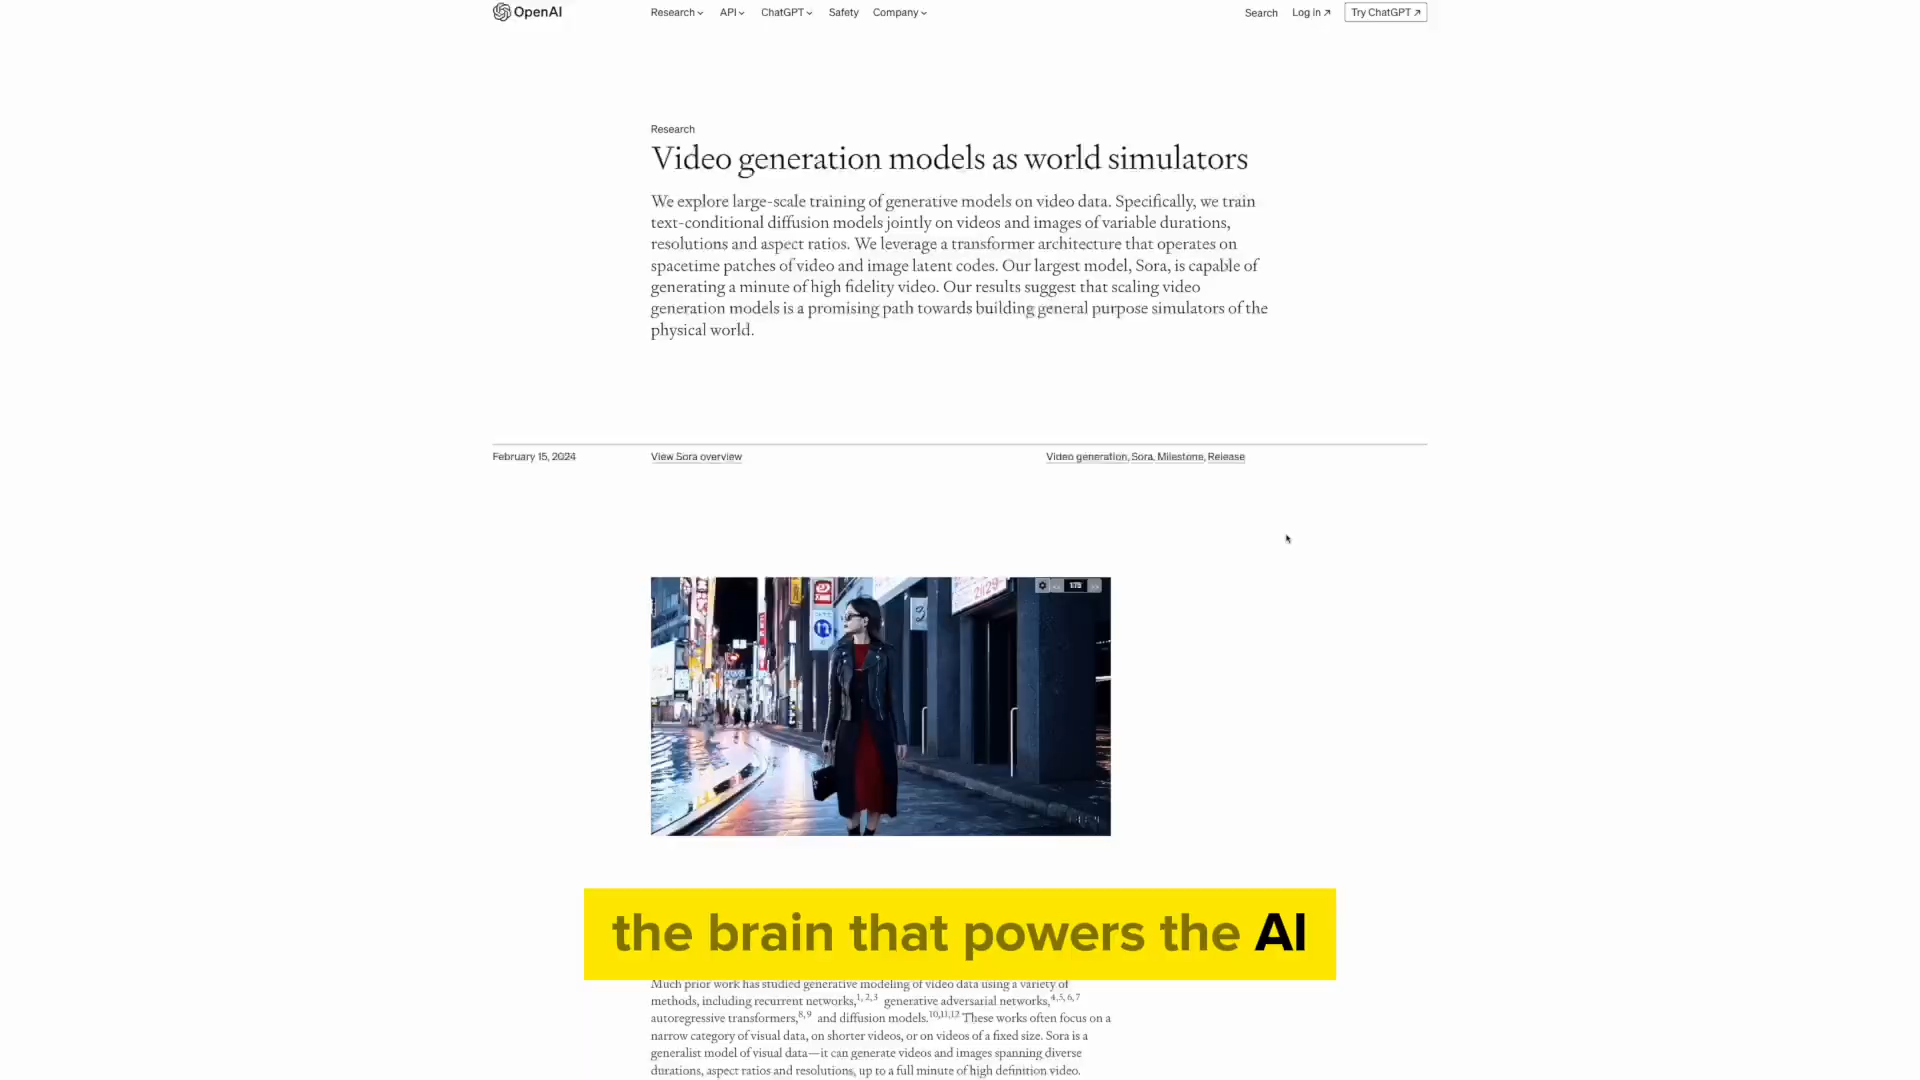 OpenAI
Research API ChatGPT Safety Company Search Log in ↗ Try ChatGPT ↗
Research
Video generation models as world simulators
We explore large-scale training of generative models on video data. Specifically, we train
text-conditional diffusion models jointly on videos and images of variable durations,
resolutions and aspect ratios. We leverage a transformer architecture that operates on
spacetime patches of video and image latent codes. Our largest model, Sora, is capable of
generating a minute of high fidelity video. Our results suggest that scaling video
generation models is a promising path towards building general purpose simulators of the
physical world.
February 15, 2024 View Sora overview Video generation, Sora, Milestone, Release
the brain that powers the AI
Much prior work has studied generative modeling of video data using a variety of
methods, including recurrent networks,1, 2, 3 generative adversarial networks,4, 5, 6, 7
autoregressive transformers,8, 9 and diffusion models.10, 11, 12 These works often focus on a
narrow category of visual data, on shorter videos, or on videos of a fixed size. Sora is a
generalist model of visual data—it can generate videos and images spanning diverse
durations, aspect ratios and resolutions, up to a full minute of high definition video.